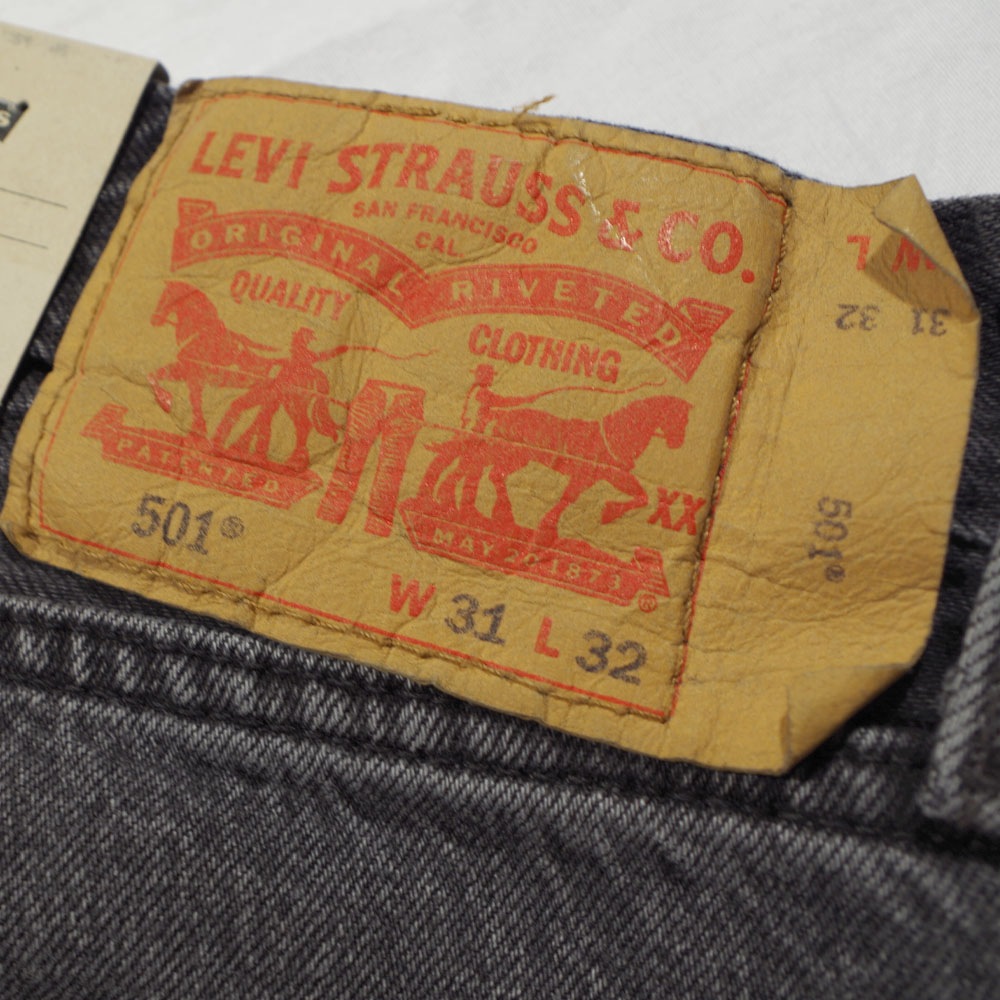 LEVI STRAUSS & CO.
SAN FRANCISCO
CAL
ORIGINAL RIVETED
QUALITY
CLOTHING
PATENTED
MAY 20 1873
XX
®
501®
W 31 L 32
W L
31 32
501®
S